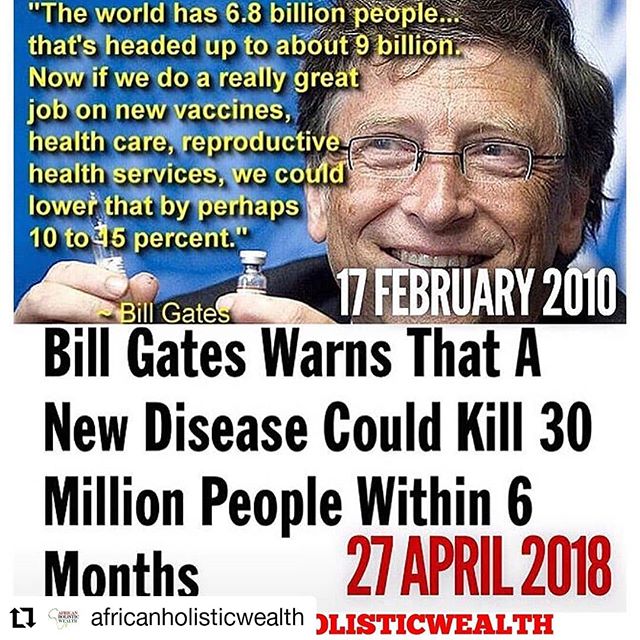 "The world has 6.8 billion people...
that's headed up to about 9 billion.
Now if we do a really great
job on new vaccines,
health care, reproductive
health services, we could
lower that by perhaps
10 to 15 percent."
~ Bill Gates
17 FEBRUARY 2010
Bill Gates Warns That A
New Disease Could Kill 30
Million People Within 6
Months
27 APRIL 2018
AFRICAN HOLISTIC WEALTH
africanholisticwealth
OLISTICWEALTH